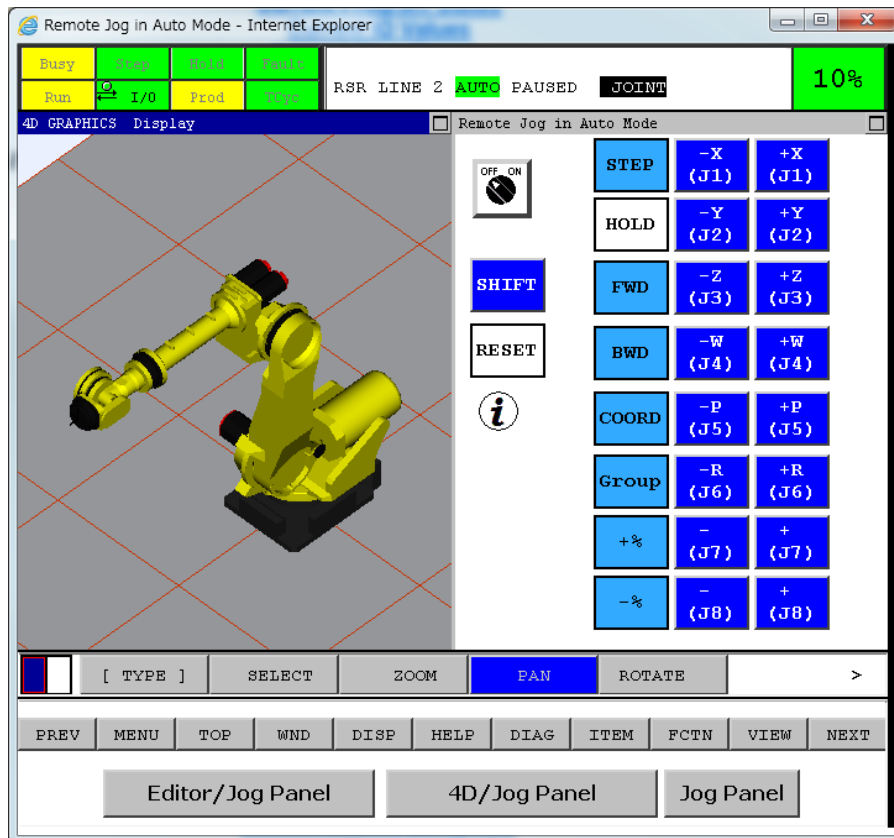 Remote Jog in Auto Mode - Internet Explorer
Busy Step Hold Fault
Run I/O Prod TCyc
RSR LINE 2 AUTO PAUSED JOINT
10%
4D GRAPHICS Display
Remote Jog in Auto Mode
OFF ON
SHIFT
RESET
i
STEP
-X
(J1)
+X
(J1)
HOLD
-Y
(J2)
+Y
(J2)
FWD
-Z
(J3)
+Z
(J3)
BWD
-W
(J4)
+W
(J4)
COORD
-P
(J5)
+P
(J5)
Group
-R
(J6)
+R
(J6)
+%
-
(J7)
+
(J7)
-%
-
(J8)
+
(J8)
[ TYPE ] SELECT ZOOM PAN ROTATE >
PREV MENU TOP WND DISP HELP DIAG ITEM FCTN VIEW NEXT
Editor/Jog Panel 4D/Jog Panel Jog Panel